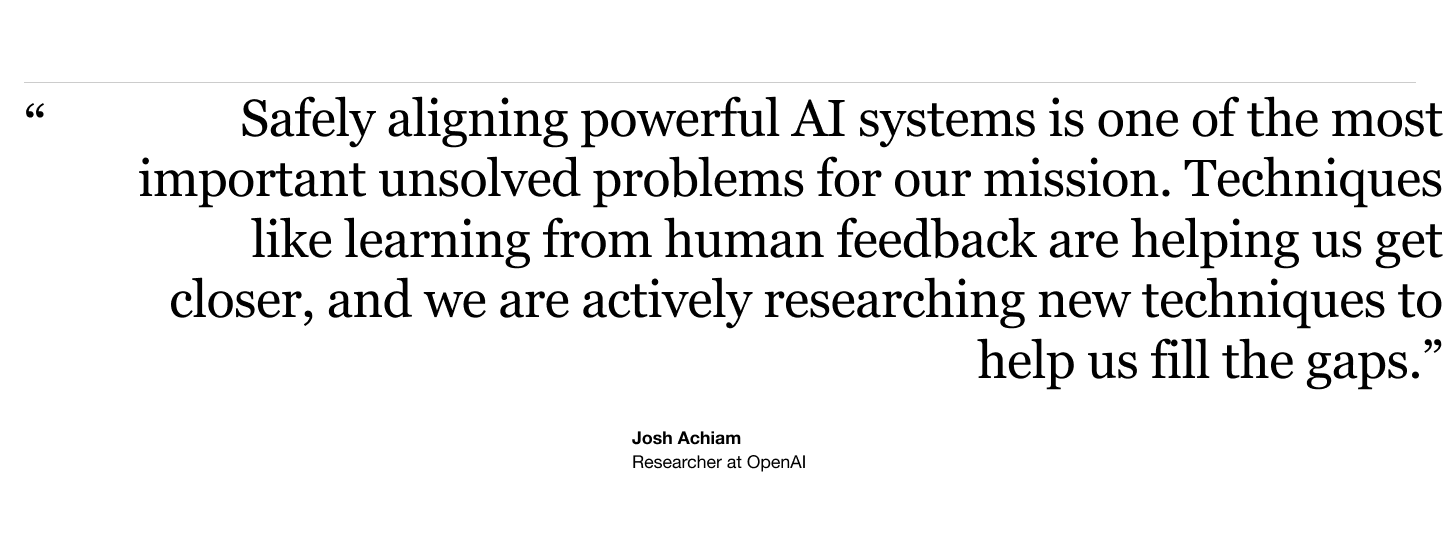 “ Safely aligning powerful AI systems is one of the most
important unsolved problems for our mission. Techniques
like learning from human feedback are helping us get
closer, and we are actively researching new techniques to
help us fill the gaps.”
Josh Achiam
Researcher at OpenAI